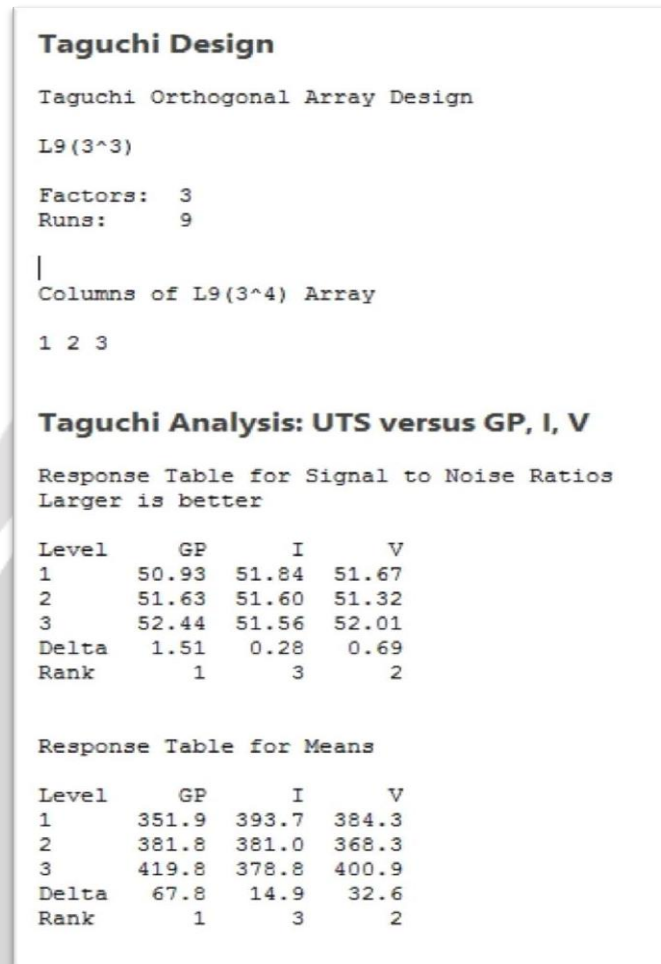 Taguchi Design
Taguchi Orthogonal Array Design
L9(3^3)
Factors: 3
Runs: 9
Columns of L9(3^4) Array
1 2 3
Taguchi Analysis: UTS versus GP, I, V
Response Table for Signal to Noise Ratios
Larger is better
Level GP I V
1 50.93 51.84 51.67
2 51.63 51.60 51.32
3 52.44 51.56 52.01
Delta 1.51 0.28 0.69
Rank 1 3 2
Response Table for Means
Level GP I V
1 351.9 393.7 384.3
2 381.8 381.0 368.3
3 419.8 378.8 400.9
Delta 67.8 14.9 32.6
Rank 1 3 2